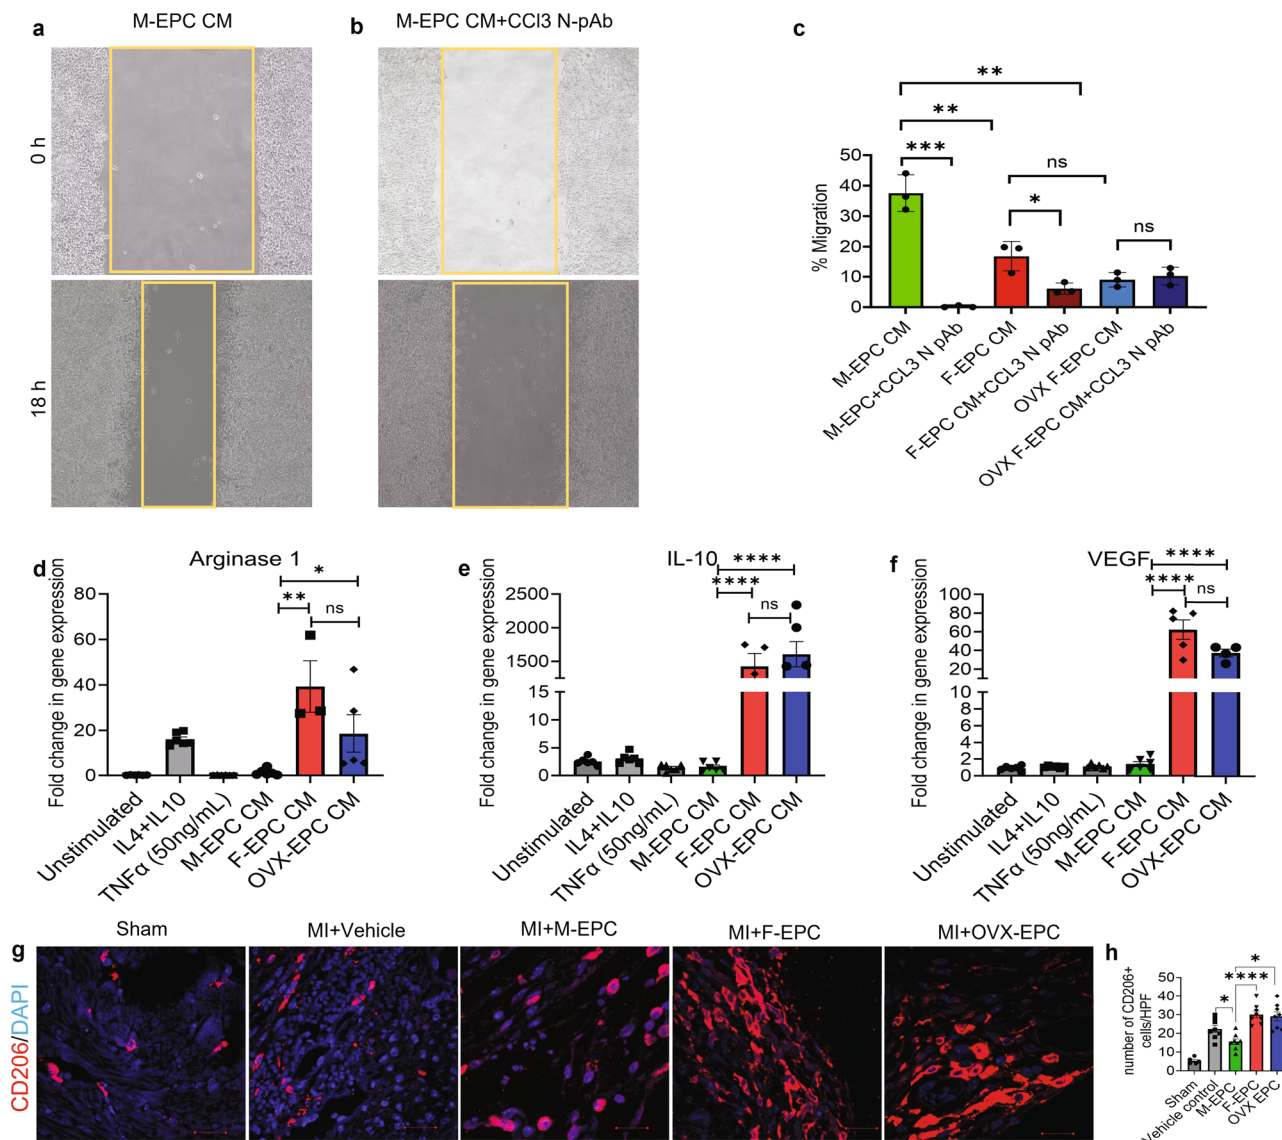 a
M-EPC CM
b
M-EPC CM+CCl3 N-pAb
0 h
18 h
c
**
**
***
ns
*
ns
% Migration
50
40
30
20
10
0
M-EPC CM
M-EPC+CCL3 N pAb
F-EPC CM
F-EPC CM+CCL3 N pAb
OVX F-EPC CM
OVX F-EPC CM+CCL3 N pAb
d
Arginase 1
*
**
ns
Fold change in gene expression
80
60
40
20
0
Unstimulated
IL4+IL10
TNFα (50ng/mL)
M-EPC CM
F-EPC CM
OVX-EPC CM
e
IL-10
****
****
ns
Fold change in gene expression
2500
2000
1500
15
10
5
0
Unstimulated
IL4+IL10
TNFα (50ng/mL)
M-EPC CM
F-EPC CM
OVX-EPC CM
f
VEGF
****
****
ns
Fold change in gene expression
100
80
60
40
20
10
8
6
4
2
0
Unstimulated
IL4+IL10
TNFα (50ng/mL)
M-EPC CM
F-EPC CM
OVX-EPC CM
g
Sham
MI+Vehicle
MI+M-EPC
MI+F-EPC
MI+OVX-EPC
CD206/DAPI
h
*
****
*
number of CD206+
cells/HPF
50
40
30
20
10
0
Sham
Vehicle control
M-EPC
F-EPC
OVX EPC